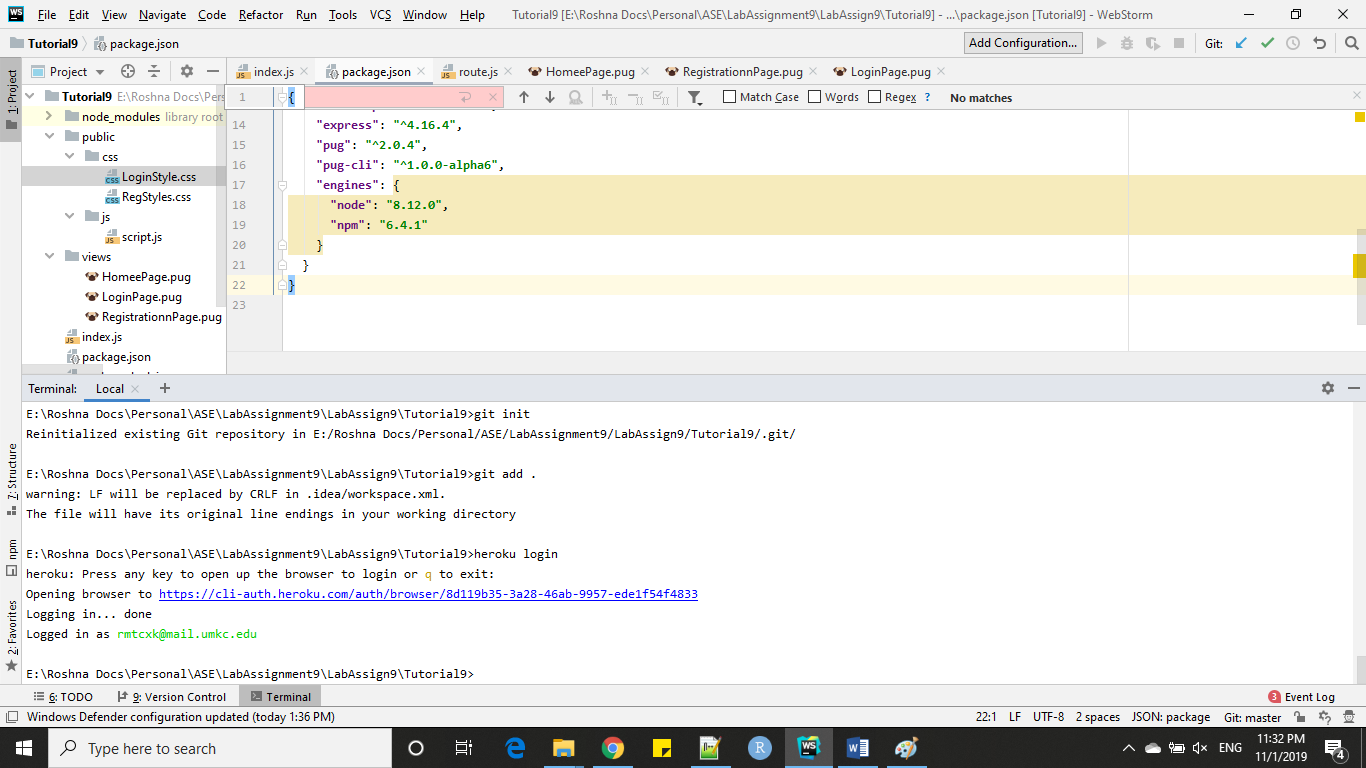 WS File Edit View Navigate Code Refactor Run Tools VCS Window Help Tutorial9 [E:\Roshna Docs\Personal\ASE\LabAssignment9\LabAssign9\Tutorial9] - ...\package.json [Tutorial9] - WebStorm
Tutorial9 package.json Add Configuration... Git:
Project index.js package.json route.js HomeePage.pug RegistrationnPage.pug LoginPage.pug
1: Project
Tutorial9 E:\Roshna Docs\Pers
1 { Match Case Words Regex ? No matches
node_modules library root
public
css
LoginStyle.css
RegStyles.css
js
script.js
views
HomeePage.pug
LoginPage.pug
RegistrationnPage.pug
index.js
package.json
14 "express": "^4.16.4",
15 "pug": "^2.0.4",
16 "pug-cli": "^1.0.0-alpha6",
17 "engines": {
18 "node": "8.12.0",
19 "npm": "6.4.1"
20 }
21 }
22 }
23
Terminal: Local
E:\Roshna Docs\Personal\ASE\LabAssignment9\LabAssign9\Tutorial9>git init
Reinitialized existing Git repository in E:/Roshna Docs/Personal/ASE/LabAssignment9/LabAssign9/Tutorial9/.git/
E:\Roshna Docs\Personal\ASE\LabAssignment9\LabAssign9\Tutorial9>git add .
warning: LF will be replaced by CRLF in .idea/workspace.xml.
The file will have its original line endings in your working directory
E:\Roshna Docs\Personal\ASE\LabAssignment9\LabAssign9\Tutorial9>heroku login
heroku: Press any key to open up the browser to login or q to exit:
Opening browser to https://cli-auth.heroku.com/auth/browser/8d119b35-3a28-46ab-9957-ede1f54f4833
Logging in... done
Logged in as rmtcxk@mail.umkc.edu
E:\Roshna Docs\Personal\ASE\LabAssignment9\LabAssign9\Tutorial9>
7: Structure
npm
2: Favorites
6: TODO 9: Version Control Terminal 3 Event Log
Windows Defender configuration updated (today 1:36 PM) 22:1 LF UTF-8 2 spaces JSON: package Git: master
Type here to search R WS W ENG 11:32 PM
11/1/2019 4